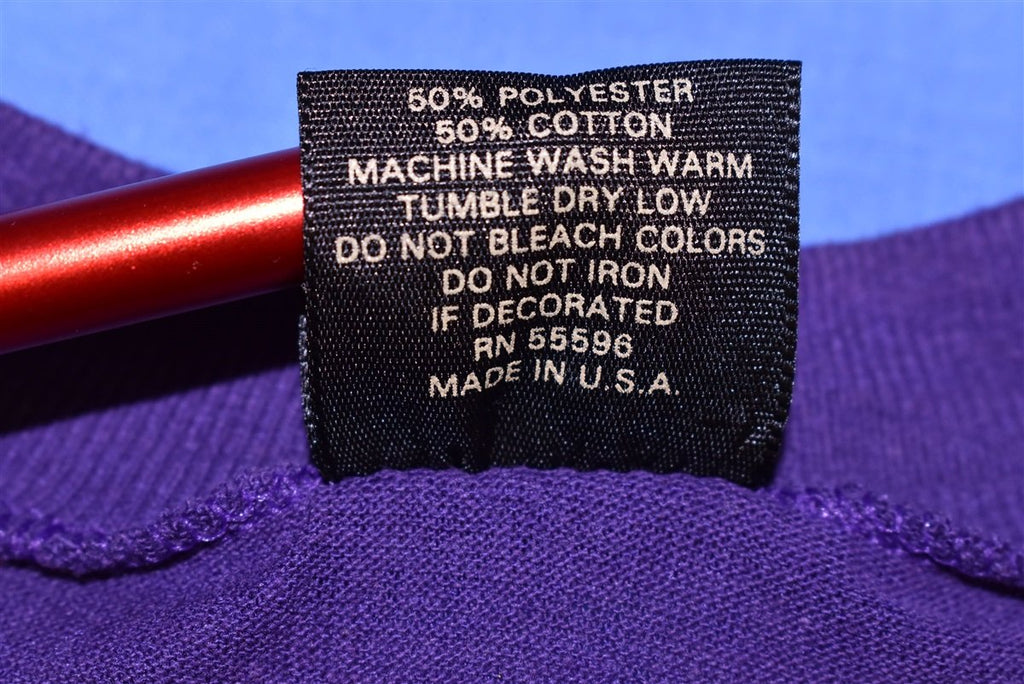 50% POLYESTER
50% COTTON
MACHINE WASH WARM
TUMBLE DRY LOW
DO NOT BLEACH COLORS
DO NOT IRON
IF DECORATED
RN 55596
MADE IN U.S.A.